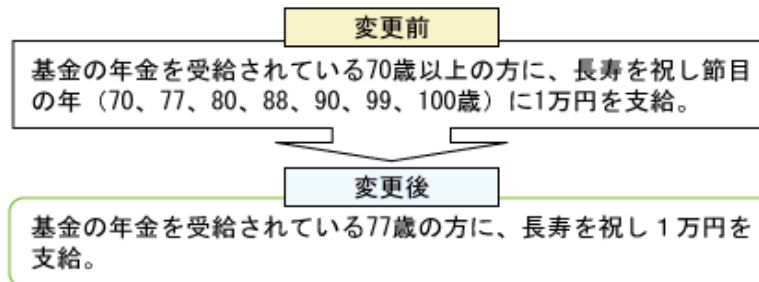 変更前
基金の年金を受給されている70歳以上の方に、長寿を祝し節目
の年（70、77、80、88、90、99、100歳）に1万円を支給。
変更後
基金の年金を受給されている77歳の方に、長寿を祝し１万円を
支給。